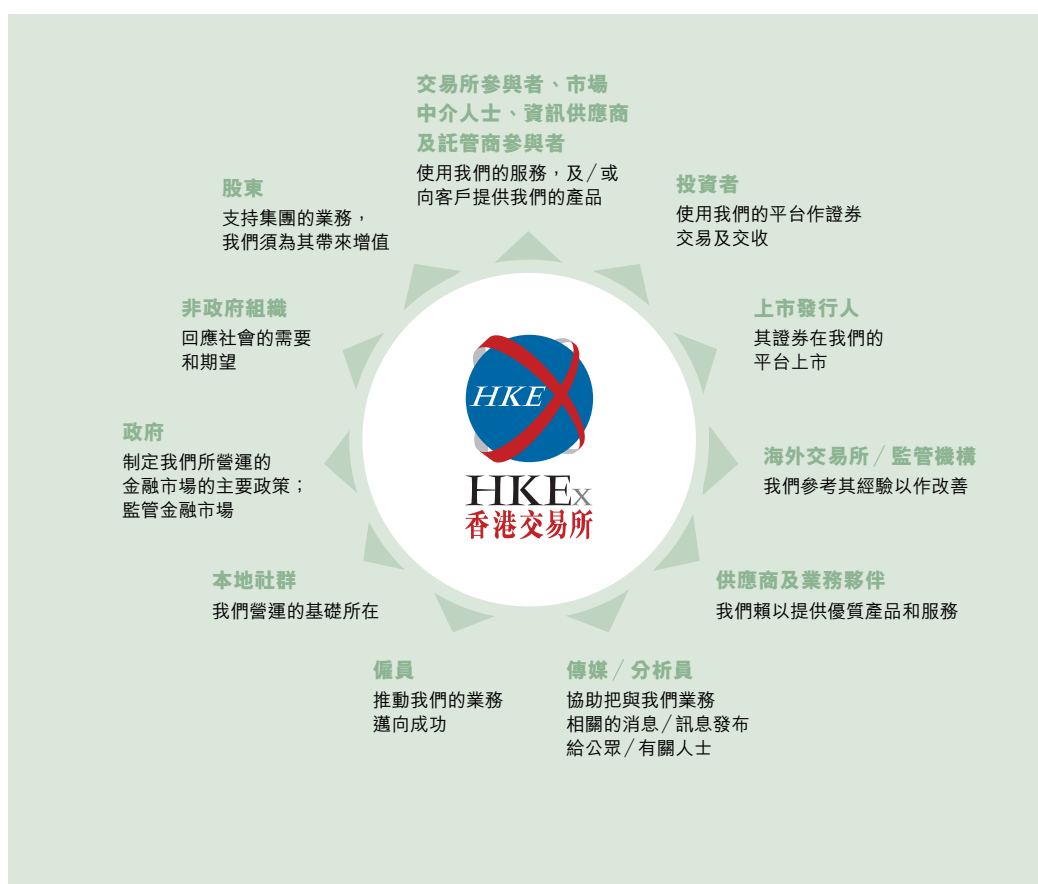 交易所參與者、市場
中介人士、資訊供應商
及託管商參與者
使用我們的服務，及/或
向客戶提供我們的產品
投資者
使用我們的平台作證券
交易及交收
上市發行人
其證券在我們的
平台上市
海外交易所/監管機構
我們參考其經驗以作改善
供應商及業務夥伴
我們賴以提供優質產品和服務
傳媒/分析員
協助把與我們業務
相關的消息/訊息發布
給公眾/有關人士
僱員
推動我們的業務
邁向成功
本地社群
我們營運的基礎所在
政府
制定我們所營運的
金融市場的主要政策；
監管金融市場
非政府組織
回應社會的需要
和期望
股東
支持集團的業務，
我們須為其帶來增值
HKEX
HKEx
香港交易所